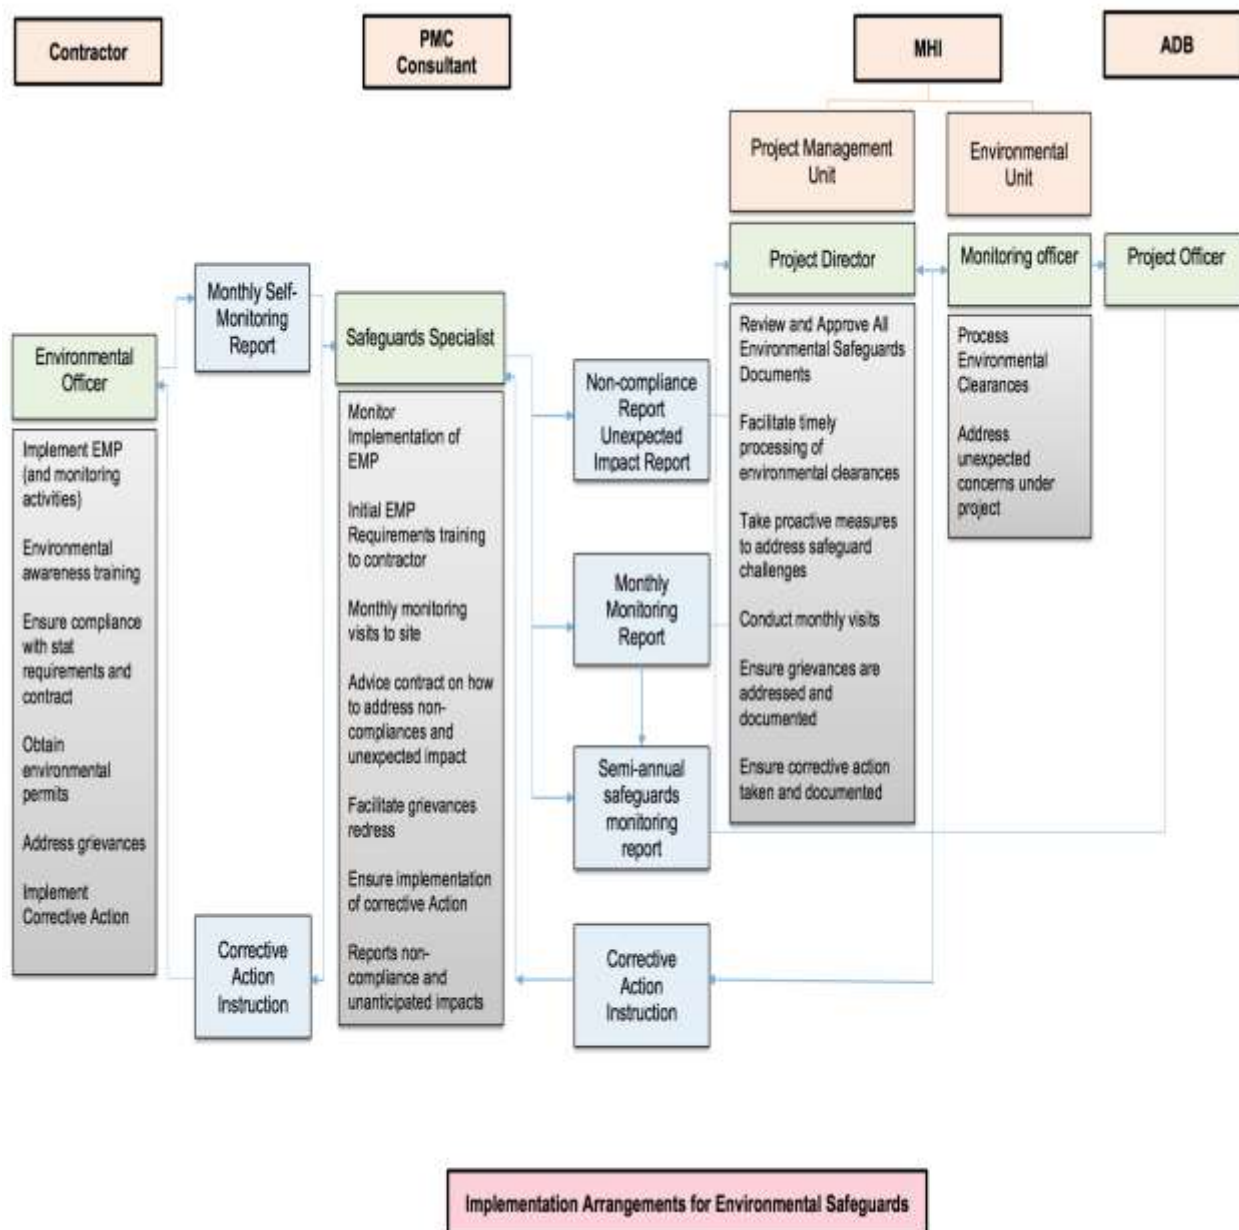 Contractor
PMC
Consultant
MHI
ADB
Project Management
Unit
Environmental
Unit
Project Director
Monitoring officer
Project Officer
Monthly Self-
Monitoring
Report
Safeguards Specialist
Environmental
Officer
Implement EMP
(and monitoring
activities)
Environmental
awareness training
Ensure compliance
with stat
requirements and
contract
Obtain
environmental
permits
Address grievances
Implement
Corrective Action
Corrective
Action
Instruction
Monitor
Implementation of
EMP
Initial EMP
Requirements training
to contractor
Monthly monitoring
visits to site
Advice contract on how
to address non-
compliances and
unexpected impact
Facilitate grievances
redress
Ensure implementation
of corrective Action
Reports non-
compliance and
unanticipated impacts
Non-compliance
Report
Unexpected
Impact Report
Monthly
Monitoring
Report
Semi-annual
safeguards
monitoring
report
Corrective
Action
Instruction
Review and Approve All
Environmental Safeguards
Documents
Facilitate timely
processing of
environmental clearances
Take proactive measures
to address safeguard
challenges
Conduct monthly visits
Ensure grievances are
addressed and
documented
Ensure corrective action
taken and documented
Process
Environmental
Clearances
Address
unexpected
concerns under
project
Implementation Arrangements for Environmental Safeguards